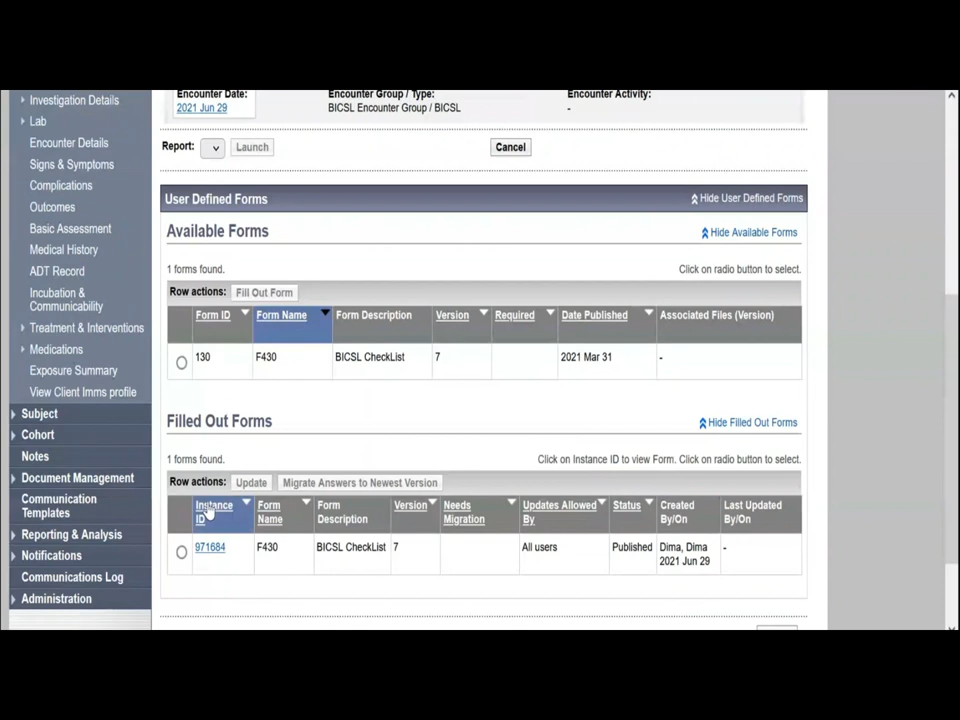 Investigation Details
Lab
Encounter Details
Signs & Symptoms
Complications
Outcomes
Basic Assessment
Medical History
ADT Record
Incubation &
Communicability
Treatment & Interventions
Medications
Exposure Summary
View Client Imms profile
Subject
Cohort
Notes
Document Management
Communication
Templates
Reporting & Analysis
Notifications
Communications Log
Administration
Encounter Date: Encounter Group / Type: Encounter Activity:
2021 Jun 29 BICSL Encounter Group / BICSL -
Report: Launch Cancel
User Defined Forms Hide User Defined Forms
Available Forms Hide Available Forms
1 forms found. Click on radio button to select.
Row actions: Fill Out Form
Form ID Form Name Form Description Version Required Date Published Associated Files (Version)
130 F430 BICSL CheckList 7 2021 Mar 31 -
Filled Out Forms Hide Filled Out Forms
1 forms found. Click on Instance ID to view Form. Click on radio button to select.
Row actions: Update Migrate Answers to Newest Version
Instance Form Form Version Needs Updates Allowed Status Created Last Updated
ID Name Description Migration By By/On By/On
971684 F430 BICSL CheckList 7 All users Published Dima, Dima -
2021 Jun 29